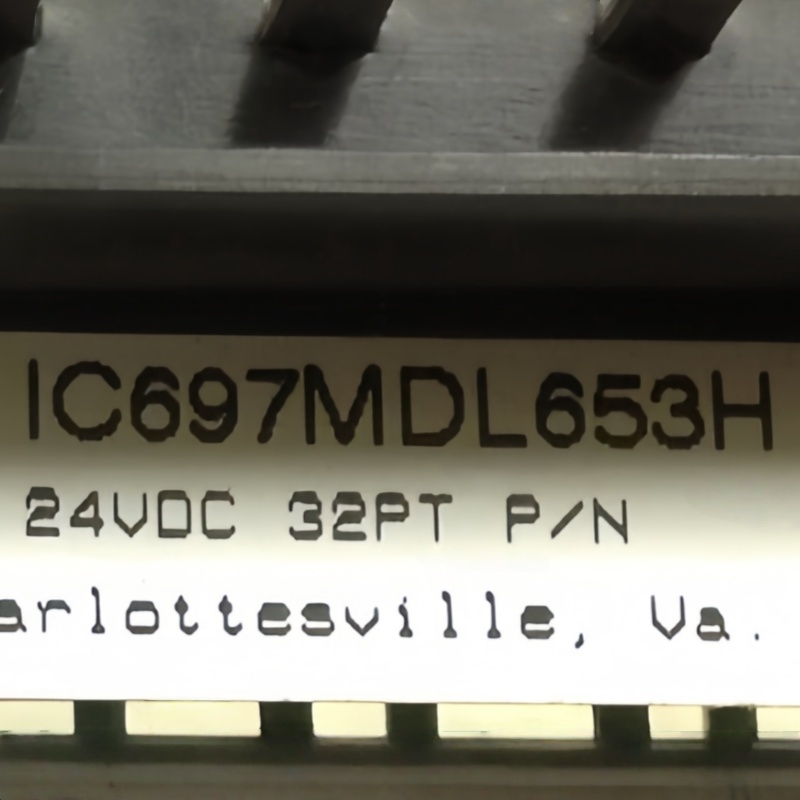 IC697MDL653H
24VDC 32PT P/N
arlottesville, Va.